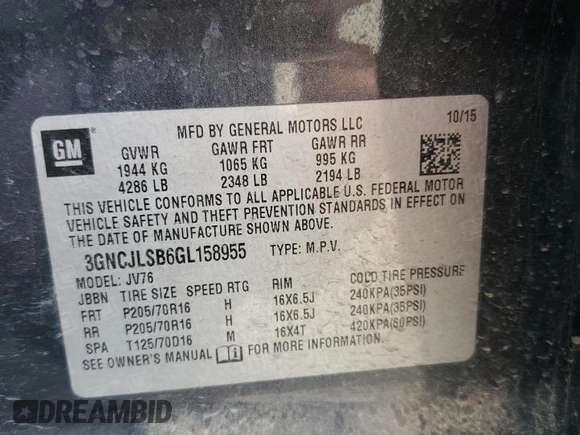 MFD BY GENERAL MOTORS LLC 10/15
GM
GVWR GAWR FRT GAWR RR
1944 KG 1065 KG 995 KG
4286 LB 2348 LB 2194 LB
THIS VEHICLE CONFORMS TO ALL APPLICABLE U.S. FEDERAL MOTOR
VEHICLE SAFETY AND THEFT PREVENTION STANDARDS IN EFFECT ON
THE DATE OF MANUFACTURE SHOWN ABOVE.
3GNCJLSB6GL158955 TYPE: M.P.V.
MODEL: JV76
JBBN TIRE SIZE SPEED RTG RIM COLD TIRE PRESSURE
FRT P205/70R16 H 16X6.5J 240KPA(35PSI)
RR P205/70R16 H 16X6.5J 240KPA(35PSI)
SPA T125/70D16 M 16X4T 420KPA(60PSI)
SEE OWNER'S MANUAL FOR MORE INFORMATION.
DREAMBID